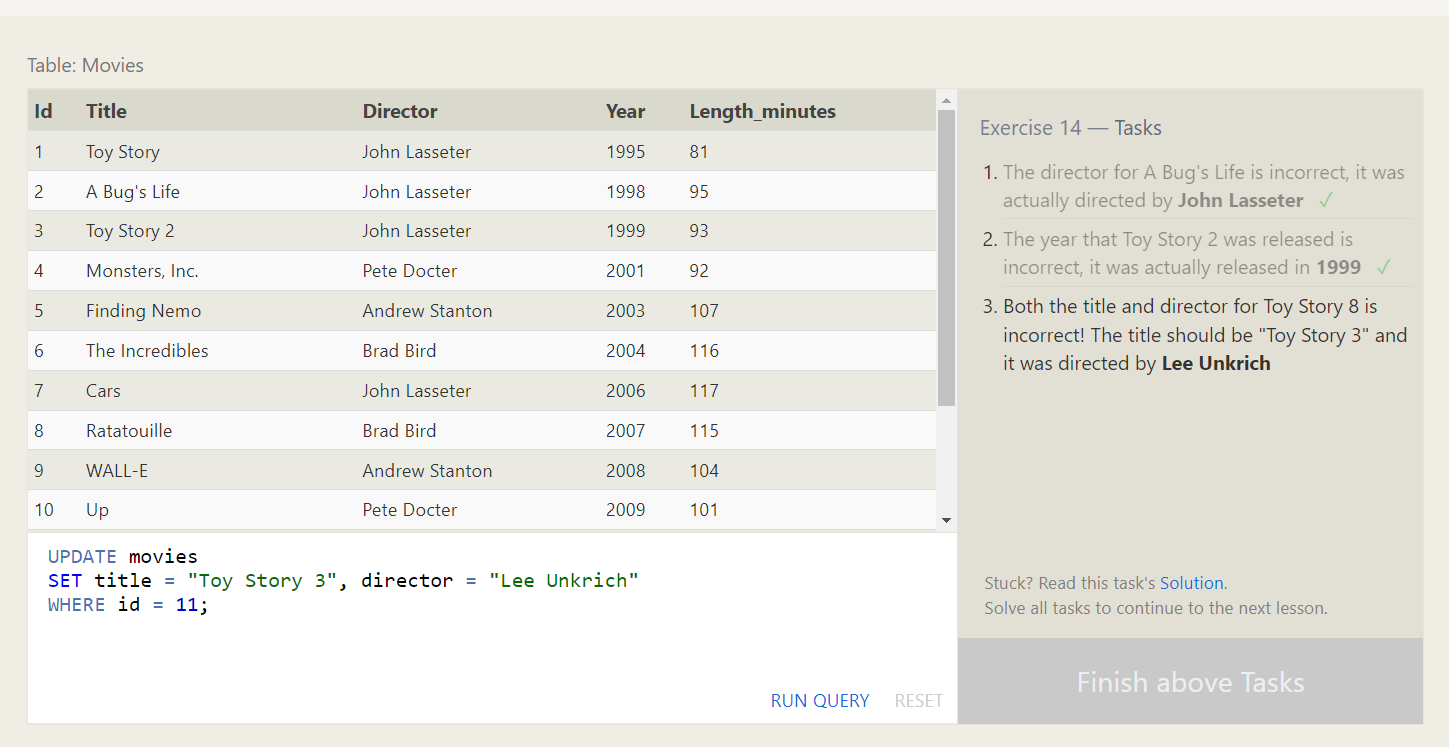 Table: Movies
Id Title Director Year Length_minutes
1 Toy Story John Lasseter 1995 81
2 A Bug's Life John Lasseter 1998 95
3 Toy Story 2 John Lasseter 1999 93
4 Monsters, Inc. Pete Docter 2001 92
5 Finding Nemo Andrew Stanton 2003 107
6 The Incredibles Brad Bird 2004 116
7 Cars John Lasseter 2006 117
8 Ratatouille Brad Bird 2007 115
9 WALL-E Andrew Stanton 2008 104
10 Up Pete Docter 2009 101
UPDATE movies
SET title = "Toy Story 3", director = "Lee Unkrich"
WHERE id = 11;
RUN QUERY RESET
Exercise 14 — Tasks
1. The director for A Bug's Life is incorrect, it was
actually directed by John Lasseter ✓
2. The year that Toy Story 2 was released is
incorrect, it was actually released in 1999 ✓
3. Both the title and director for Toy Story 8 is
incorrect! The title should be "Toy Story 3" and
it was directed by Lee Unkrich
Stuck? Read this task's Solution.
Solve all tasks to continue to the next lesson.
Finish above Tasks